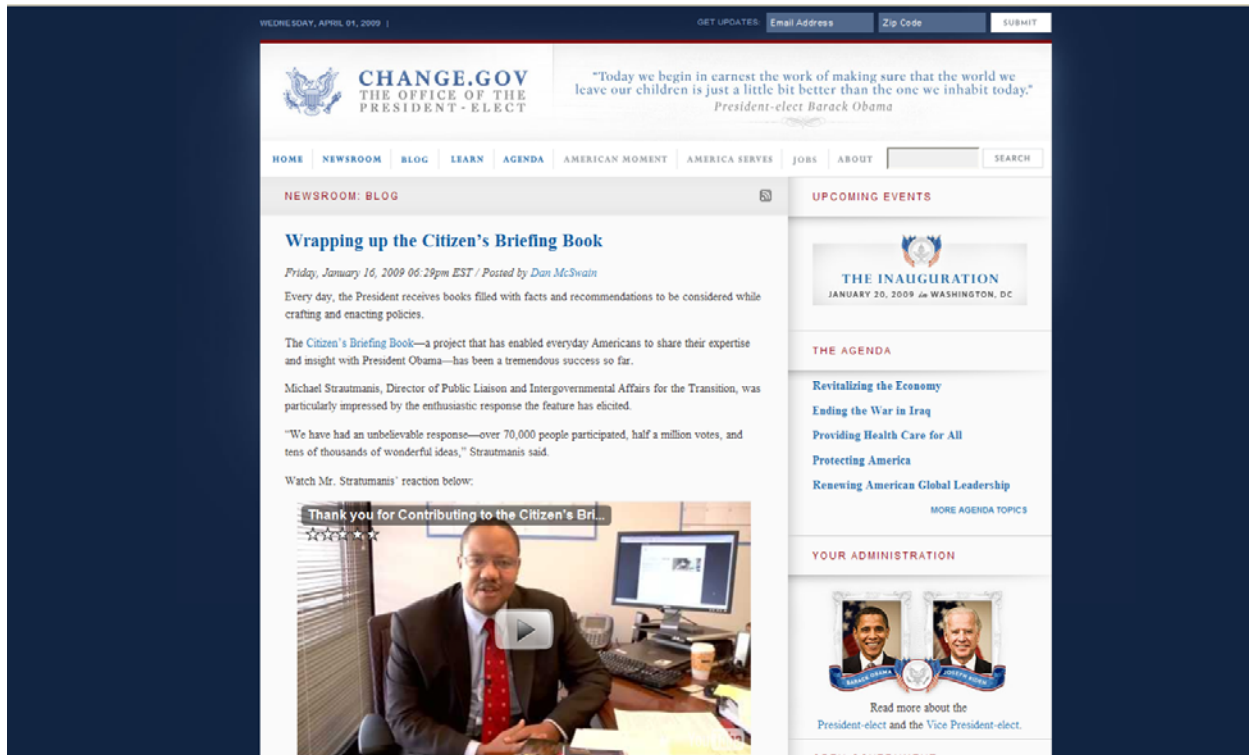 WEDNESDAY, APRIL 01, 2009 |
GET UPDATES: Email Address Zip Code SUBMIT
CHANGE.GOV
THE OFFICE OF THE
PRESIDENT-ELECT
"Today we begin in earnest the work of making sure that the world we
leave our children is just a little bit better than the one we inhabit today."
President-elect Barack Obama
HOME NEWSROOM BLOG LEARN AGENDA AMERICAN MOMENT AMERICA SERVES JOBS ABOUT SEARCH
NEWSROOM: BLOG
Wrapping up the Citizen's Briefing Book
Friday, January 16, 2009 06:29pm EST / Posted by Dan McSwain
Every day, the President receives books filled with facts and recommendations to be considered while
crafting and enacting policies.
The Citizen's Briefing Book—a project that has enabled everyday Americans to share their expertise
and insight with President Obama—has been a tremendous success so far.
Michael Strautmanis, Director of Public Liaison and Intergovernmental Affairs for the Transition, was
particularly impressed by the enthusiastic response the feature has elicited.
"We have had an unbelievable response—over 70,000 people participated, half a million votes, and
tens of thousands of wonderful ideas," Strautmanis said.
Watch Mr. Stratumanis' reaction below:
Thank you for Contributing to the Citizen's Bri...
UPCOMING EVENTS
THE INAUGURATION
JANUARY 20, 2009 in WASHINGTON, DC
THE AGENDA
Revitalizing the Economy
Ending the War in Iraq
Providing Health Care for All
Protecting America
Renewing American Global Leadership
MORE AGENDA TOPICS
YOUR ADMINISTRATION
BARACK OBAMA JOSEPH BIDEN
Read more about the
President-elect and the Vice President-elect.